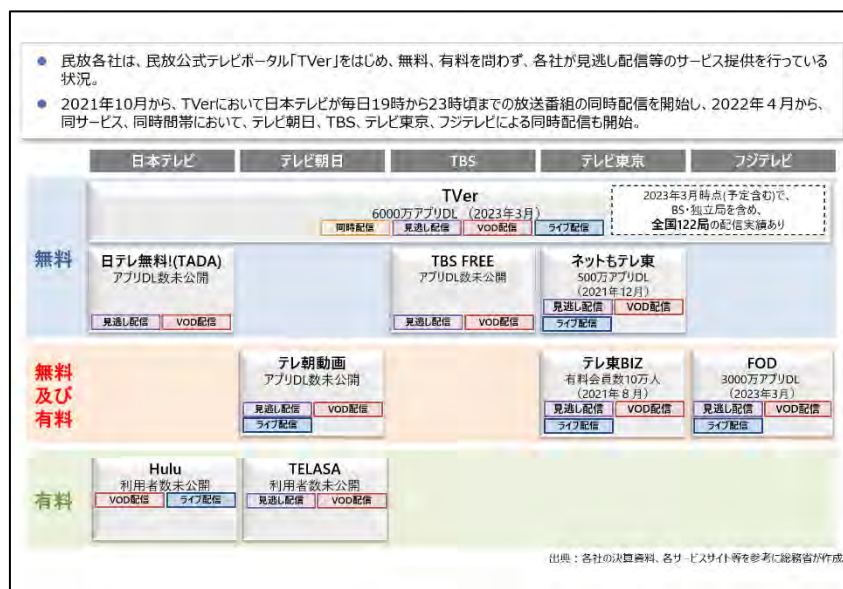 ● 民放各社は、民放公式テレビポータル「TVer」をはじめ、無料、有料を問わず、各社が見逃し配信等のサービス提供を行っている
状況。
● 2021年10月から、TVerにおいて日本テレビが毎日19時から23時頃までの放送番組の同時配信を開始し、2022年４月から、
同サービス、同時間帯において、テレビ朝日、TBS、テレビ東京、フジテレビによる同時配信も開始。
日本テレビ
テレビ朝日
TBS
テレビ東京
フジテレビ
無料
TVer
6000万アプリDL （2023年3月）
同時配信 見逃し配信 VOD配信 ライブ配信
2023年3月時点(予定含む)で、
BS・独立局を含め、
全国122局の配信実績あり
日テレ無料!(TADA)
アプリDL数未公開
見逃し配信 VOD配信
TBS FREE
アプリDL数未公開
見逃し配信 VOD配信
ネットもテレ東
500万アプリDL
（2021年12月）
見逃し配信 VOD配信
ライブ配信
無料
及び
有料
テレ朝動画
アプリDL数未公開
見逃し配信 VOD配信
ライブ配信
テレ東BIZ
有料会員数10万人
（2021年８月）
見逃し配信 VOD配信
ライブ配信
FOD
3000万アプリDL
（2023年3月）
見逃し配信 VOD配信
ライブ配信
有料
Hulu
利用者数未公開
VOD配信 ライブ配信
TELASA
利用者数未公開
見逃し配信 VOD配信
出典：各社の決算資料、各サービスサイト等を参考に総務省が作成